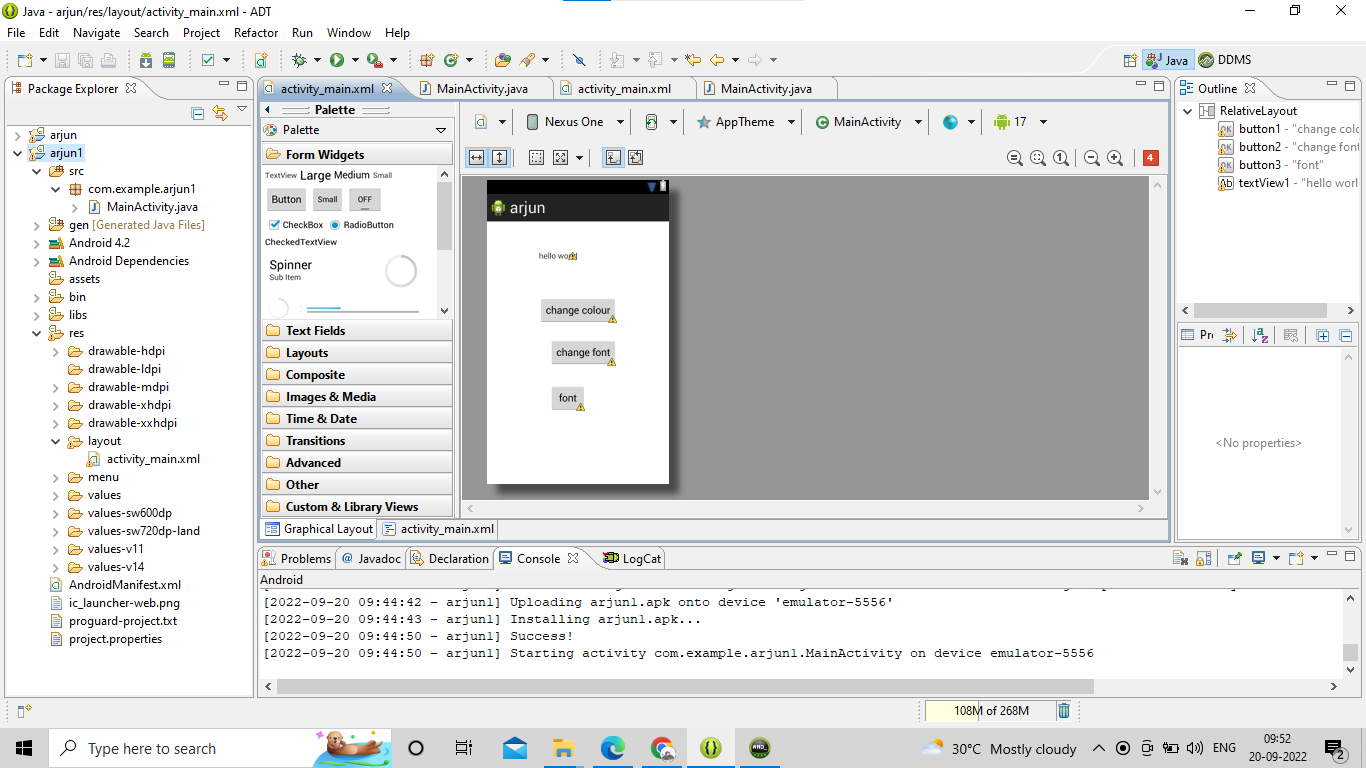 Java - arjun/res/layout/activity_main.xml - ADT
File Edit Navigate Search Project Refactor Run Window Help
Java DDMS
Package Explorer
arjun
arjun1
src
com.example.arjun1
MainActivity.java
gen [Generated Java Files]
Android 4.2
Android Dependencies
assets
bin
libs
res
drawable-hdpi
drawable-ldpi
drawable-mdpi
drawable-xhdpi
drawable-xxhdpi
layout
activity_main.xml
menu
values
values-sw600dp
values-sw720dp-land
values-v11
values-v14
AndroidManifest.xml
ic_launcher-web.png
proguard-project.txt
project.properties
activity_main.xml MainActivity.java activity_main.xml MainActivity.java
Palette
Palette
Form Widgets
TextView Large Medium Small
Button Small OFF
CheckBox RadioButton
CheckedTextView
Spinner
Sub Item
Text Fields
Layouts
Composite
Images & Media
Time & Date
Transitions
Advanced
Other
Custom & Library Views
Nexus One AppTheme MainActivity 17
4
arjun
hello world
change colour
change font
font
Graphical Layout activity_main.xml
Outline
RelativeLayout
button1 - "change colo
button2 - "change font
button3 - "font"
textView1 - "hello worl
Pr
<No properties>
Problems Javadoc Declaration Console LogCat
Android
[2022-09-20 09:44:42 - arjun1] Uploading arjun1.apk onto device 'emulator-5556'
[2022-09-20 09:44:43 - arjun1] Installing arjun1.apk...
[2022-09-20 09:44:50 - arjun1] Success!
[2022-09-20 09:44:50 - arjun1] Starting activity com.example.arjun1.MainActivity on device emulator-5556
108M of 268M
Type here to search
30°C Mostly cloudy
ENG
09:52
20-09-2022
2